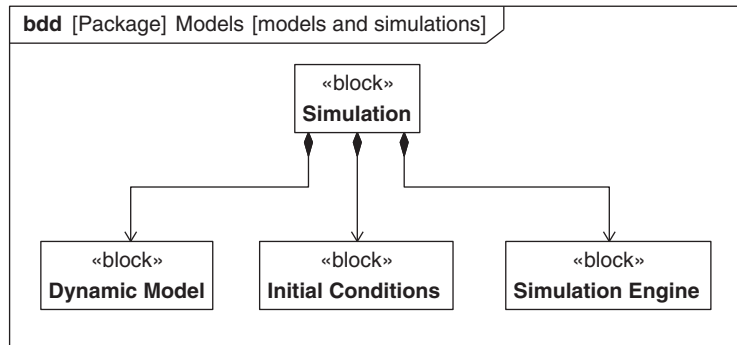 bdd [Package] Models [models and simulations]
«block»
Simulation
«block»
Dynamic Model
«block»
Initial Conditions
«block»
Simulation Engine